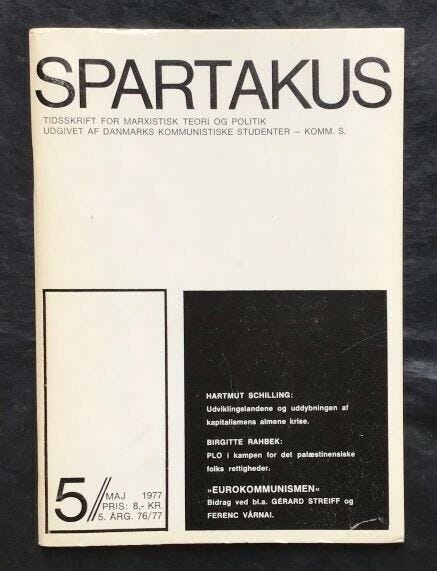 SPARTAKUS
TIDSSKRIFT FOR MARXISTISK TEORI OG POLITIK
UDGIVET AF DANMARKS KOMMUNISTISKE STUDENTER – KOMM. S.
HARTMUT SCHILLING:
Udviklingslandene og uddybningen af
kapitalismens almene krise.
BIRGITTE RAHBEK:
PLO i kampen for det palæstinensiske
folks rettigheder.
»EUROKOMMUNISMEN«
Bidrag ved bl.a. GÉRARD STREIFF og
FERENC VÁRNAI.
5// MAJ 1977
PRIS: 8,- KR.
5. ÅRG. 76/77